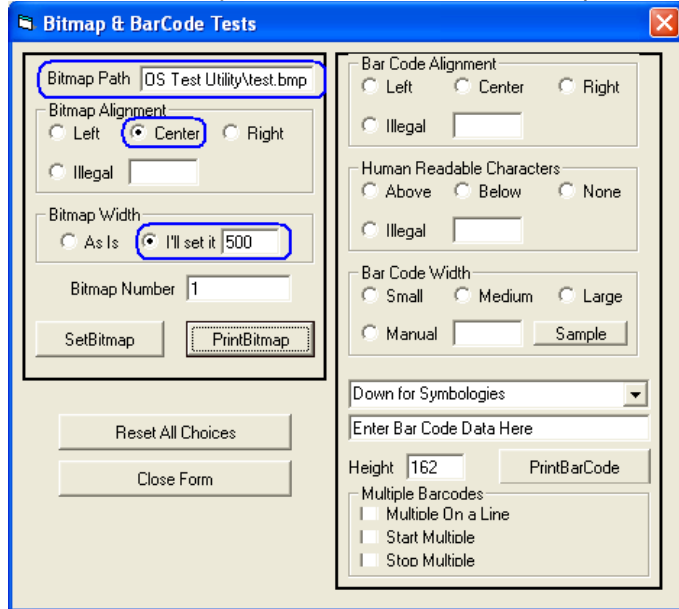 Bitmap & BarCode Tests
Bitmap Path OS Test Utility\test.bmp
Bitmap Alignment
Left Center Right
Illegal
Bitmap Width
As Is I'll set it 500
Bitmap Number 1
SetBitmap PrintBitmap
Reset All Choices
Close Form
Bar Code Alignment
Left Center Right
Illegal
Human Readable Characters
Above Below None
Illegal
Bar Code Width
Small Medium Large
Manual Sample
Down for Symbologies
Enter Bar Code Data Here
Height 162 PrintBarCode
Multiple Barcodes
Multiple On a Line
Start Multiple
Stop Multiple